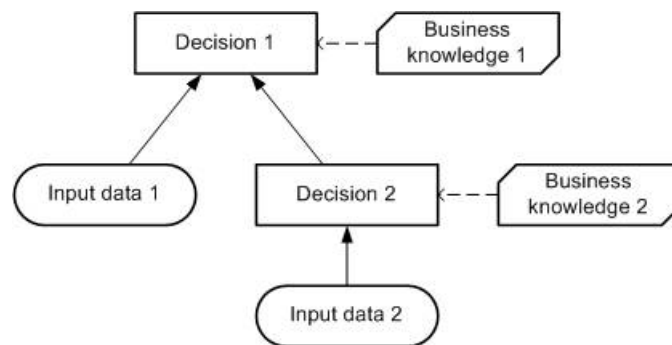 Decision 1
Business
knowledge 1
Input data 1
Decision 2
Business
knowledge 2
Input data 2